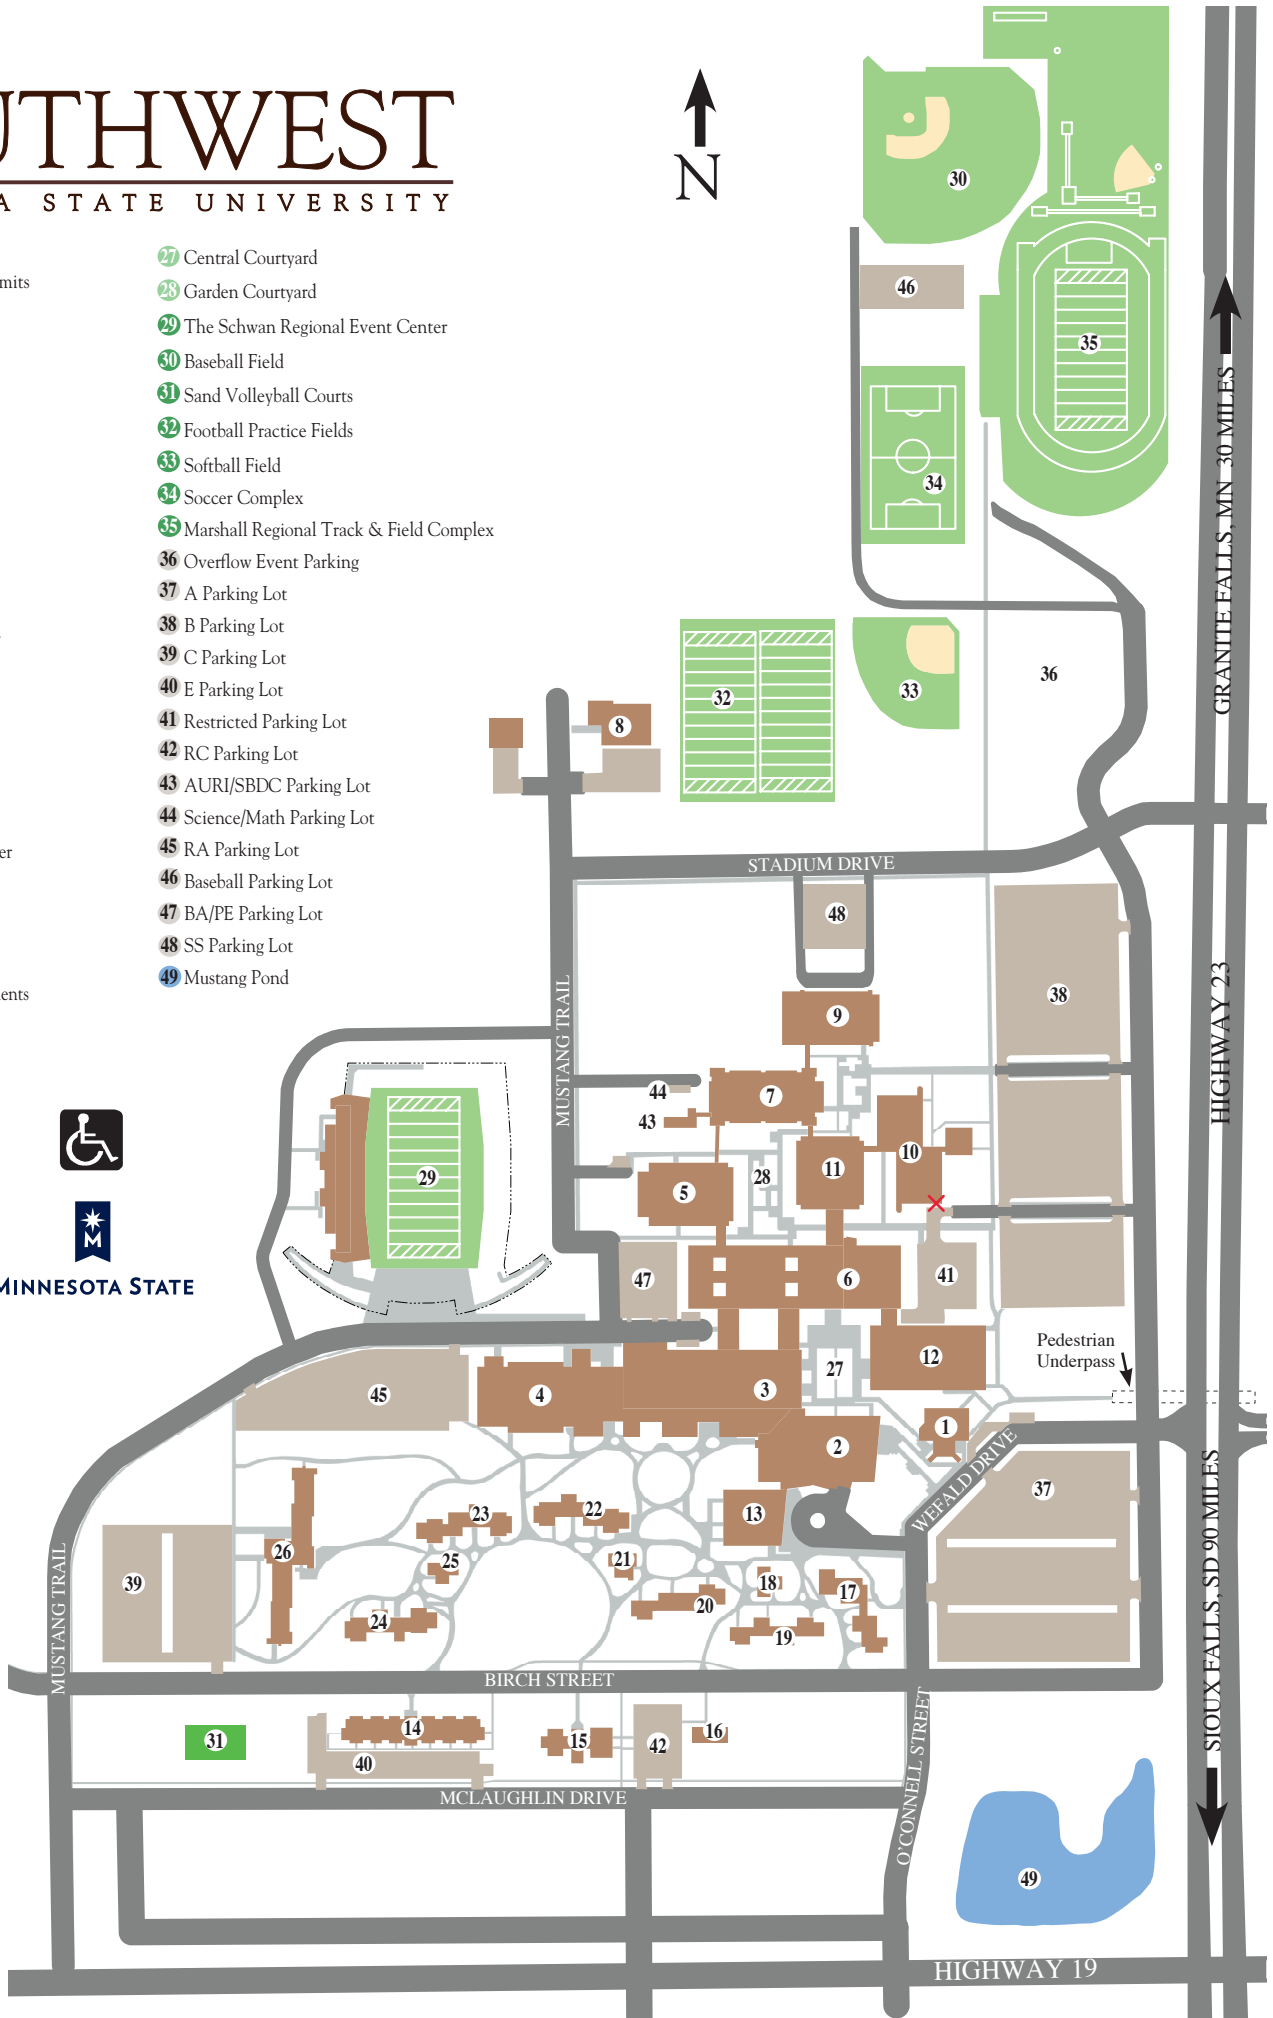 UTHWEST
A STATE UNIVERSITY
N
mits
er
ents
27 Central Courtyard
28 Garden Courtyard
29 The Schwan Regional Event Center
30 Baseball Field
31 Sand Volleyball Courts
32 Football Practice Fields
33 Softball Field
34 Soccer Complex
35 Marshall Regional Track & Field Complex
36 Overflow Event Parking
37 A Parking Lot
38 B Parking Lot
39 C Parking Lot
40 E Parking Lot
41 Restricted Parking Lot
42 RC Parking Lot
43 AURI/SBDC Parking Lot
44 Science/Math Parking Lot
45 RA Parking Lot
46 Baseball Parking Lot
47 BA/PE Parking Lot
48 SS Parking Lot
49 Mustang Pond
M
MINNESOTA STATE
30
46
35
34
GRANITE FALLS, MN 30 MILES
36
33
32
8
STADIUM DRIVE
48
38
9
HIGHWAY 23
MUSTANG TRAIL
44
7
43
10
11
28
5
29
47
6
41
Pedestrian
Underpass
12
27
45
4
3
1
2
WEFALD DRIVE
37
13
23
22
26
25
21
39
18
17
20
24
19
MUSTANG TRAIL
BIRCH STREET
SIOUX FALLS, SD 90 MILES
31
14
15
16
42
40
O'CONNELL STREET
MCLAUGHLIN DRIVE
49
HIGHWAY 19